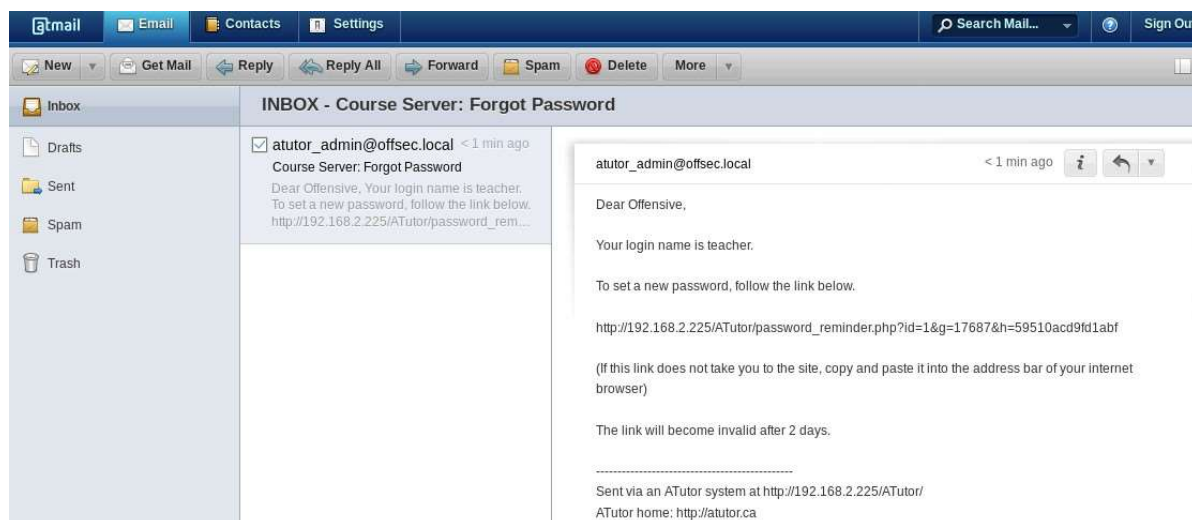 @tmail
Email
Contacts
Settings
Search Mail...
Sign Ou
New
Get Mail
Reply
Reply All
Forward
Spam
Delete
More
Inbox
Drafts
Sent
Spam
Trash
INBOX - Course Server: Forgot Password
atutor_admin@offsec.local < 1 min ago
Course Server: Forgot Password
Dear Offensive, Your login name is teacher.
To set a new password, follow the link below.
http://192.168.2.225/ATutor/password_rem...
atutor_admin@offsec.local
< 1 min ago
Dear Offensive,
Your login name is teacher.
To set a new password, follow the link below.
http://192.168.2.225/ATutor/password_reminder.php?id=1&g=17687&h=59510acd9fd1abf
(If this link does not take you to the site, copy and paste it into the address bar of your internet
browser)
The link will become invalid after 2 days.
----------------------------------------------
Sent via an ATutor system at http://192.168.2.225/ATutor/
ATutor home: http://atutor.ca